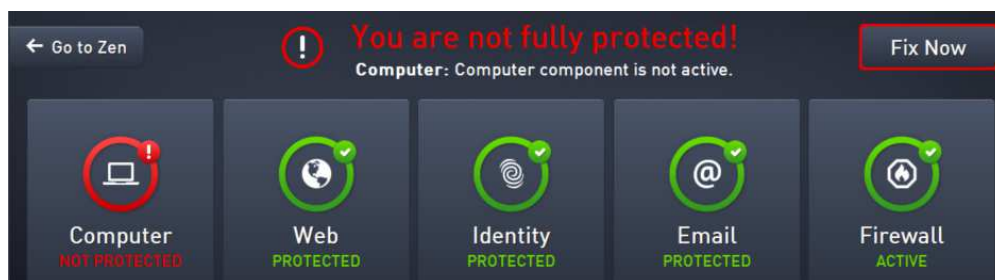 ← Go to Zen
You are not fully protected!
Fix Now
Computer: Computer component is not active.
Computer
NOT PROTECTED
Web
PROTECTED
Identity
PROTECTED
@
Email
PROTECTED
Firewall
ACTIVE